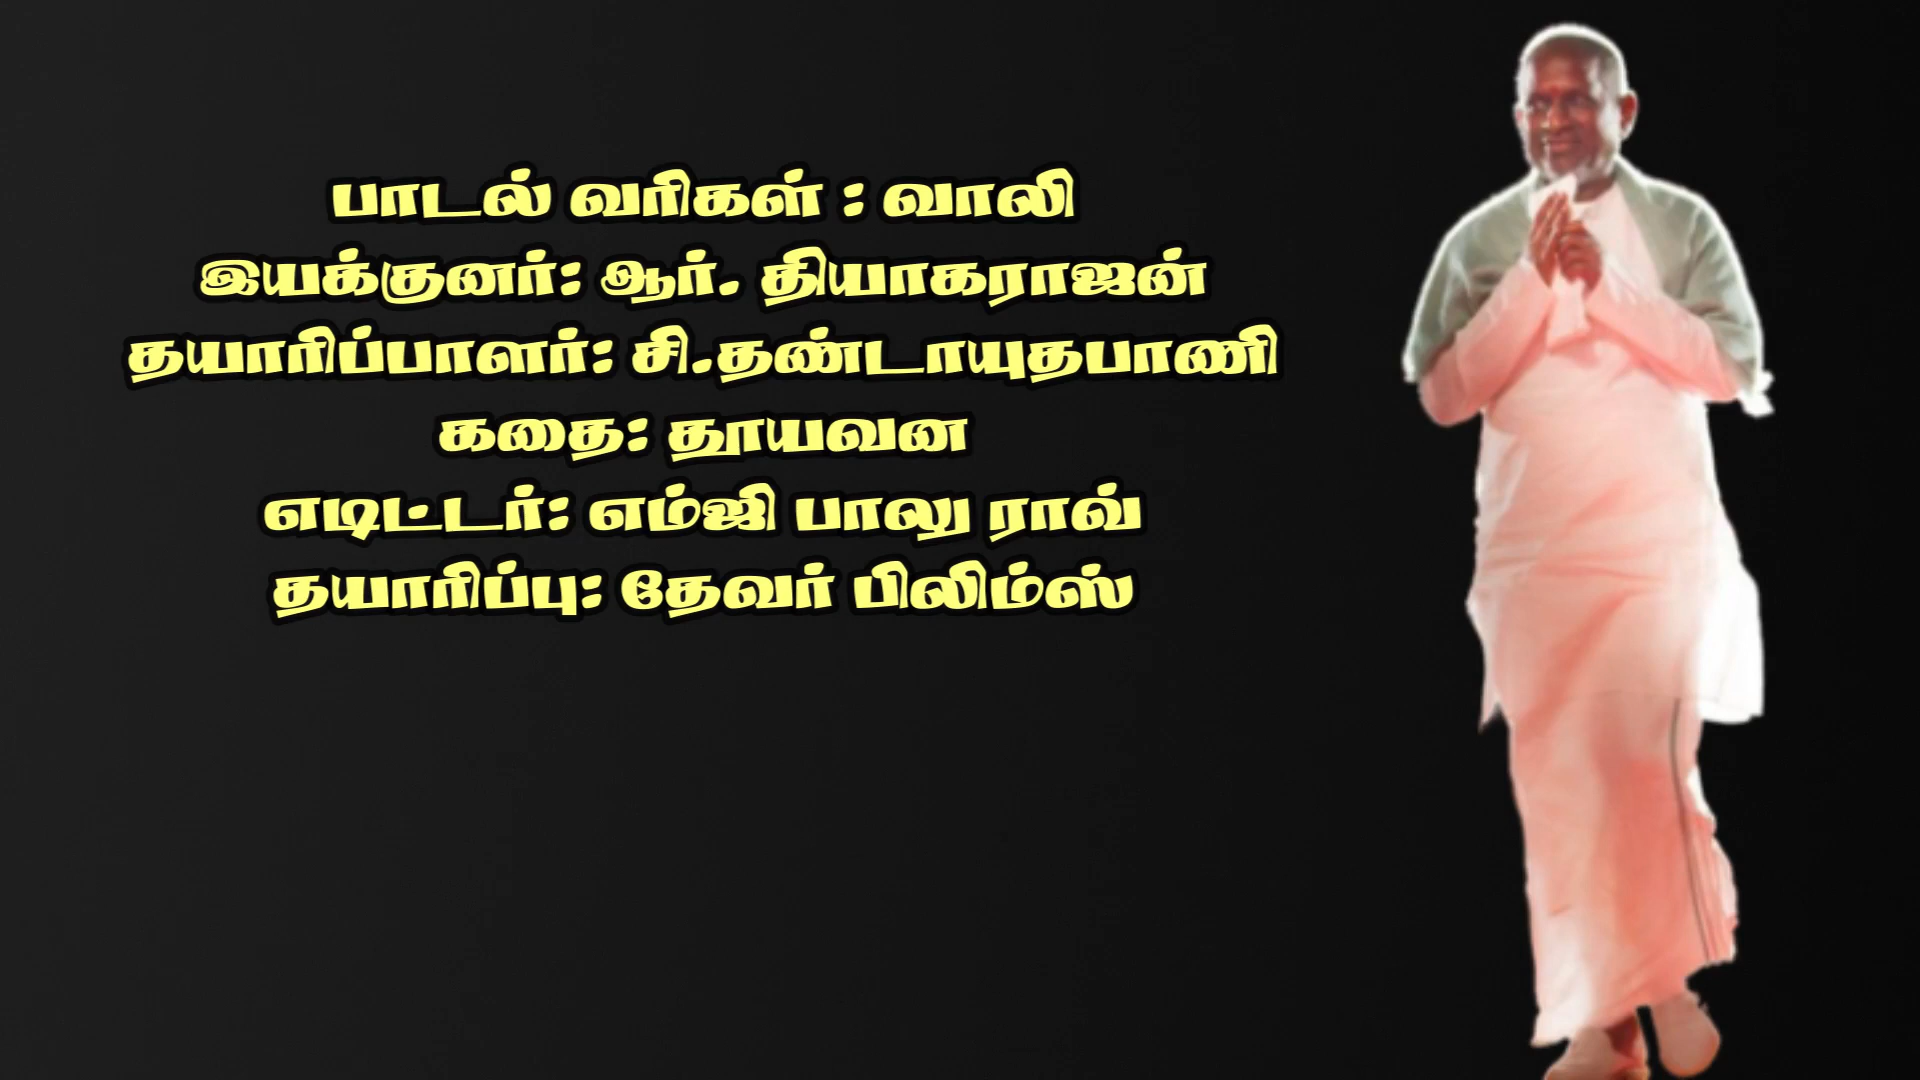 பாடல் வரிகள் : வாலி
இயக்குனர்: ஆர். தியாகராஜன்
தயாரிப்பாளர்: சி.தண்டாயுதபாணி
கதை: தூயவன
எடிட்டர்: எம்ஜி பாலு ராவ்
தயாரிப்பு: தேவர் பிலிம்ஸ்